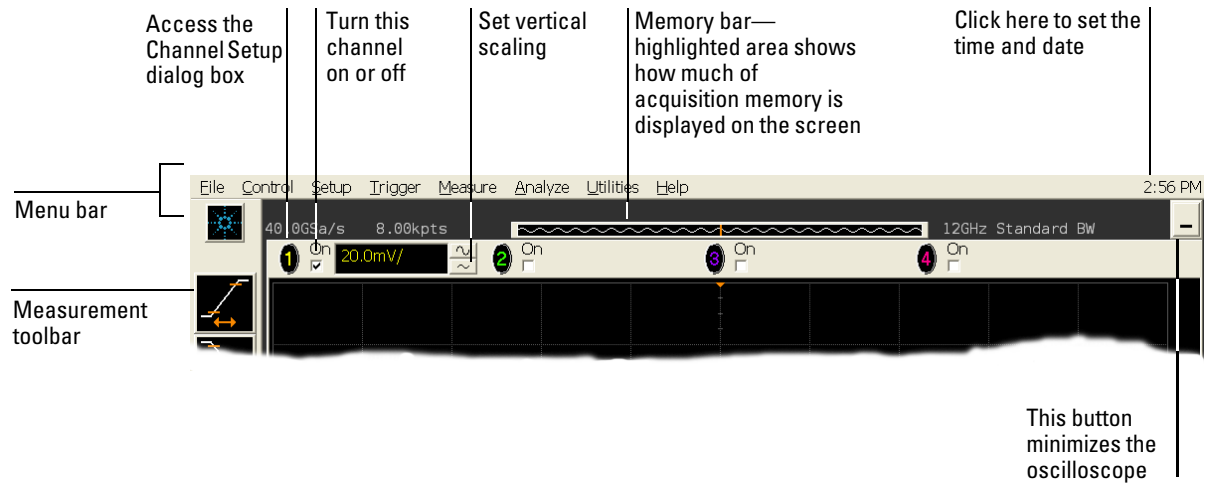 Access the
Channel Setup
dialog box
Turn this
channel
on or off
Set vertical
scaling
Memory bar—
highlighted area shows
how much of
acquisition memory is
displayed on the screen
Click here to set the
time and date
Menu bar
File Control Setup Trigger Measure Analyze Utilities Help 2:56 PM
40.0GSa/s 8.00kpts 12GHz Standard BW
1 On 20.0mV/ 2 On 3 On 4 On
Measurement
toolbar
This button
minimizes the
oscilloscope